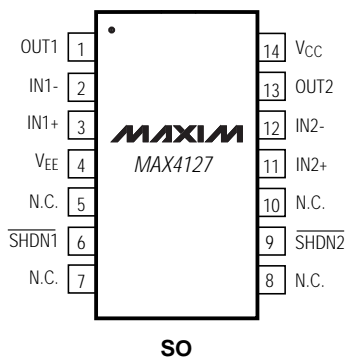 OUT1 1
IN1- 2
IN1+ 3
VEE 4
N.C. 5
SHDN1 6
N.C. 7
MAXIM
MAX4127
14 VCC
13 OUT2
12 IN2-
11 IN2+
10 N.C.
9 SHDN2
8 N.C.
SO